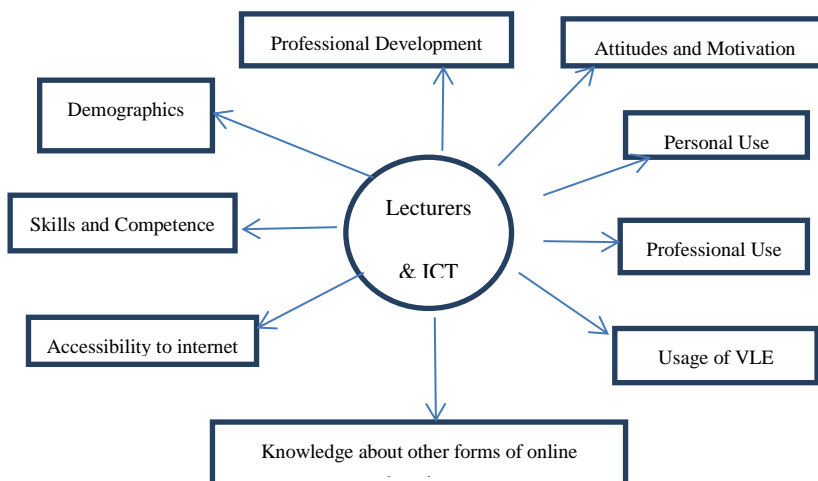 Professional Development
Attitudes and Motivation
Demographics
Personal Use
Lecturers
& ICT
Skills and Competence
Professional Use
Accessibility to internet
Usage of VLE
Knowledge about other forms of online